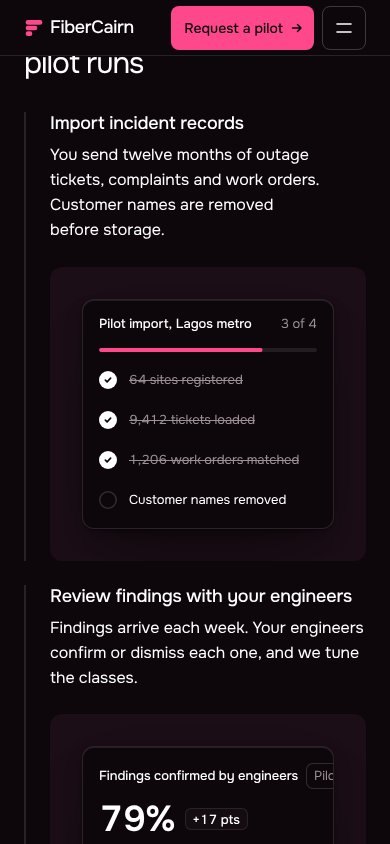 FiberCairn
Request a pilot →
pilot runs
Import incident records
You send twelve months of outage
tickets, complaints and work orders.
Customer names are removed
before storage.
Pilot import, Lagos metro 3 of 4
64 sites registered
9,412 tickets loaded
1,206 work orders matched
Customer names removed
Review findings with your engineers
Findings arrive each week. Your engineers
confirm or dismiss each one, and we tune
the classes.
Findings confirmed by engineers
79% +17 pts